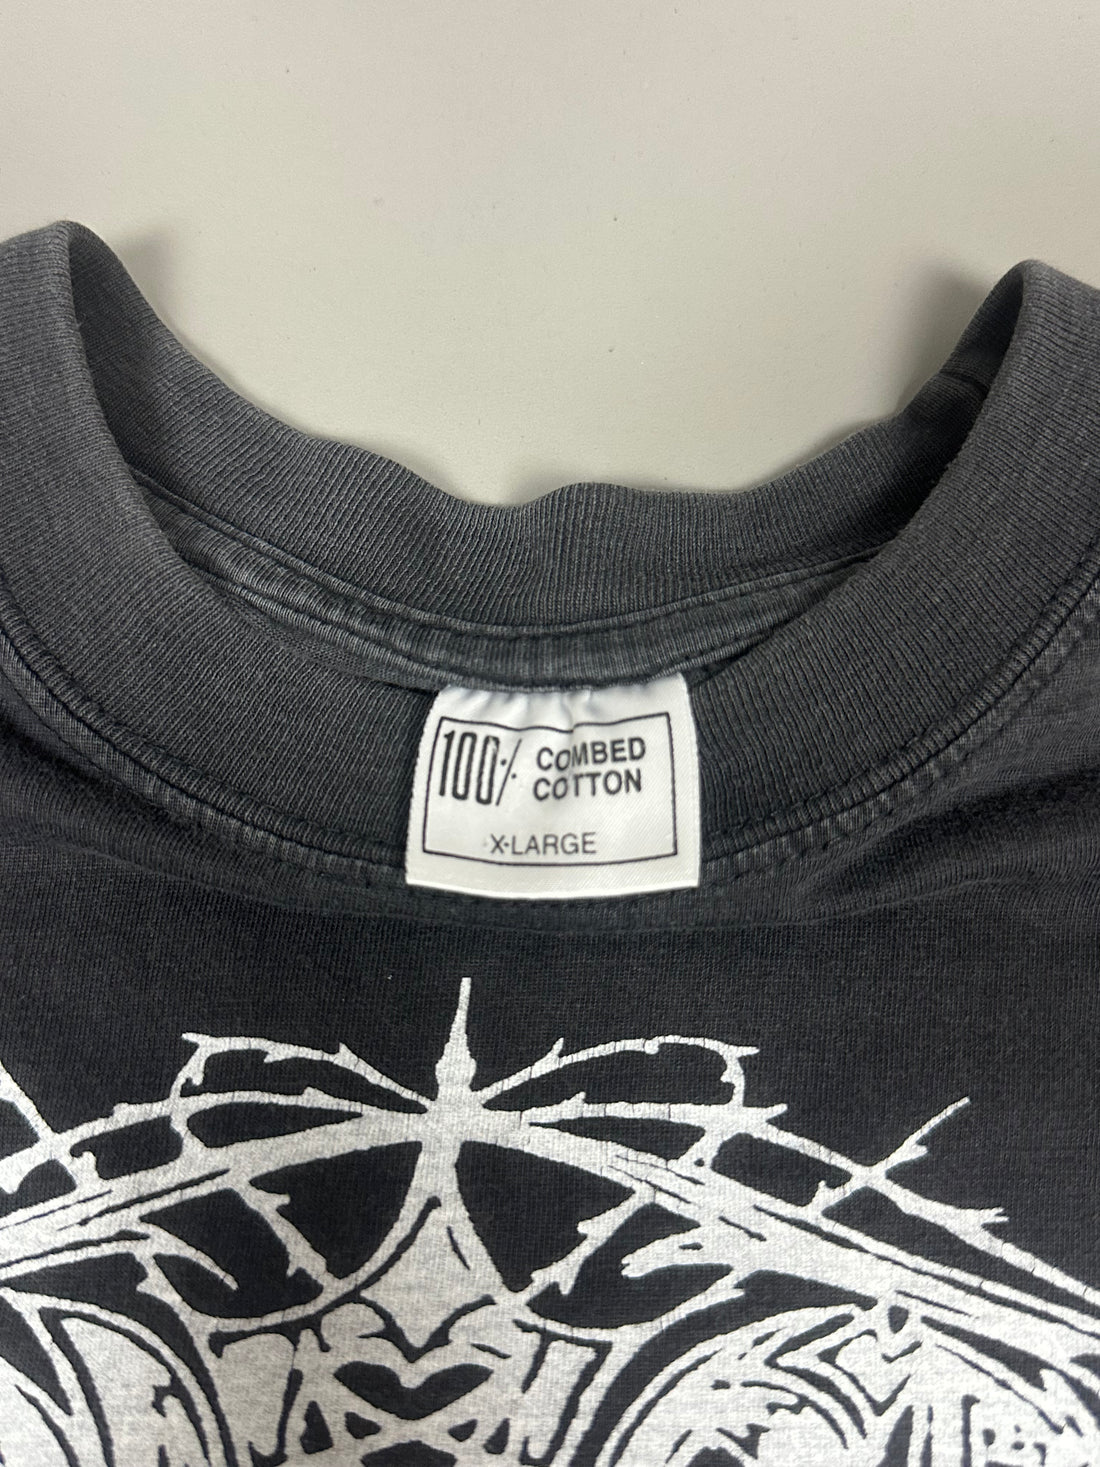 100% COMBED
COTTON
X-LARGE